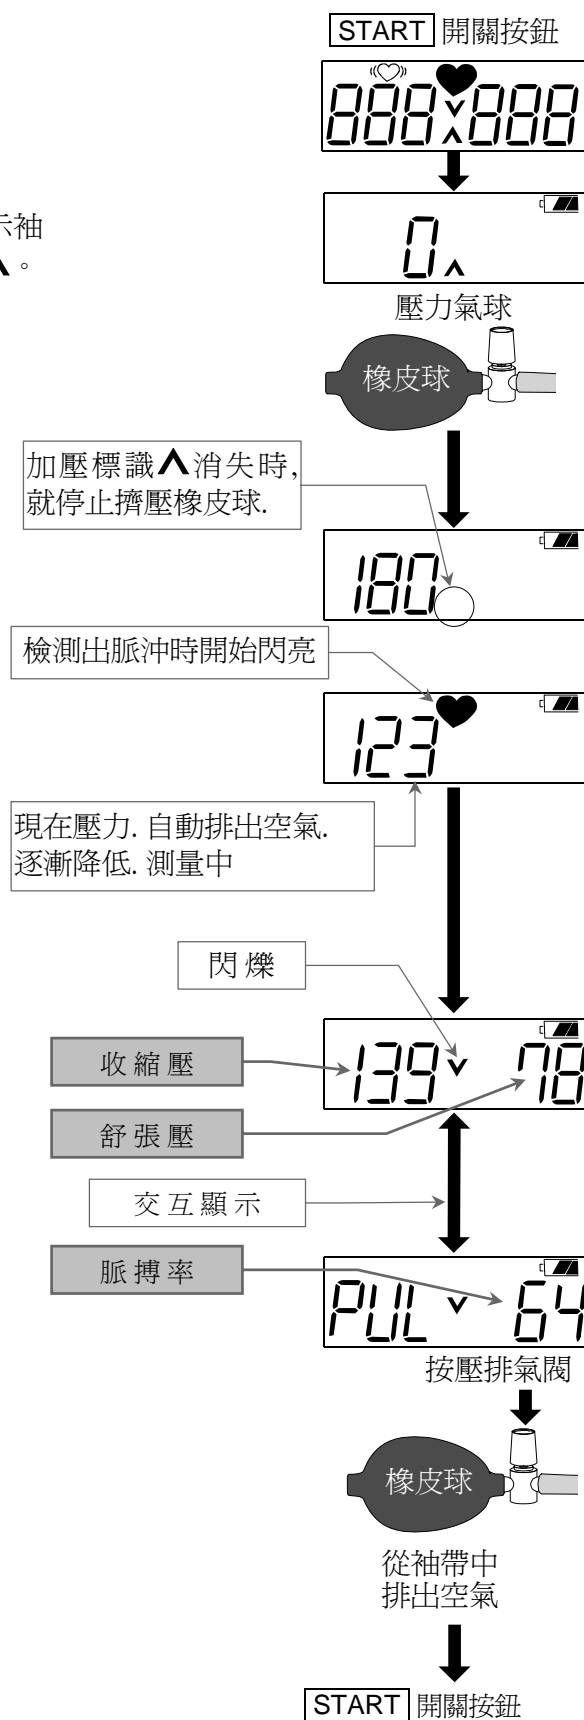 START 開關按鈕
888 888
示袖
。
0
壓力氣球
橡皮球
加壓標識∧消失時,
就停止擠壓橡皮球.
180
檢測出脈沖時開始閃亮
123
現在壓力. 自動排出空氣.
逐漸降低. 測量中
閃爍
139 78
收縮壓
舒張壓
交互顯示
脈搏率
PUL 64
按壓排氣閥
橡皮球
從袖帶中
排出空氣
START 開關按鈕